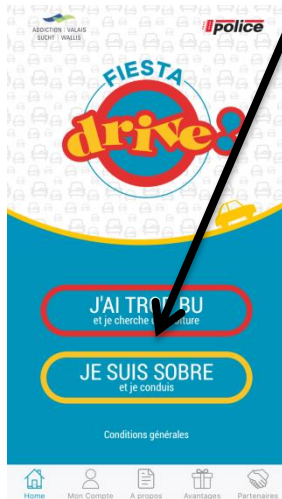 ADDICTION | VALAIS
SUCHT | WALLIS
police
FIESTA
drive
J'AI TROP BU
et je cherche voiture
JE SUIS SOBRE
et je conduis
Conditions générales
Home Mon Compte A propos Avantages Partenaires